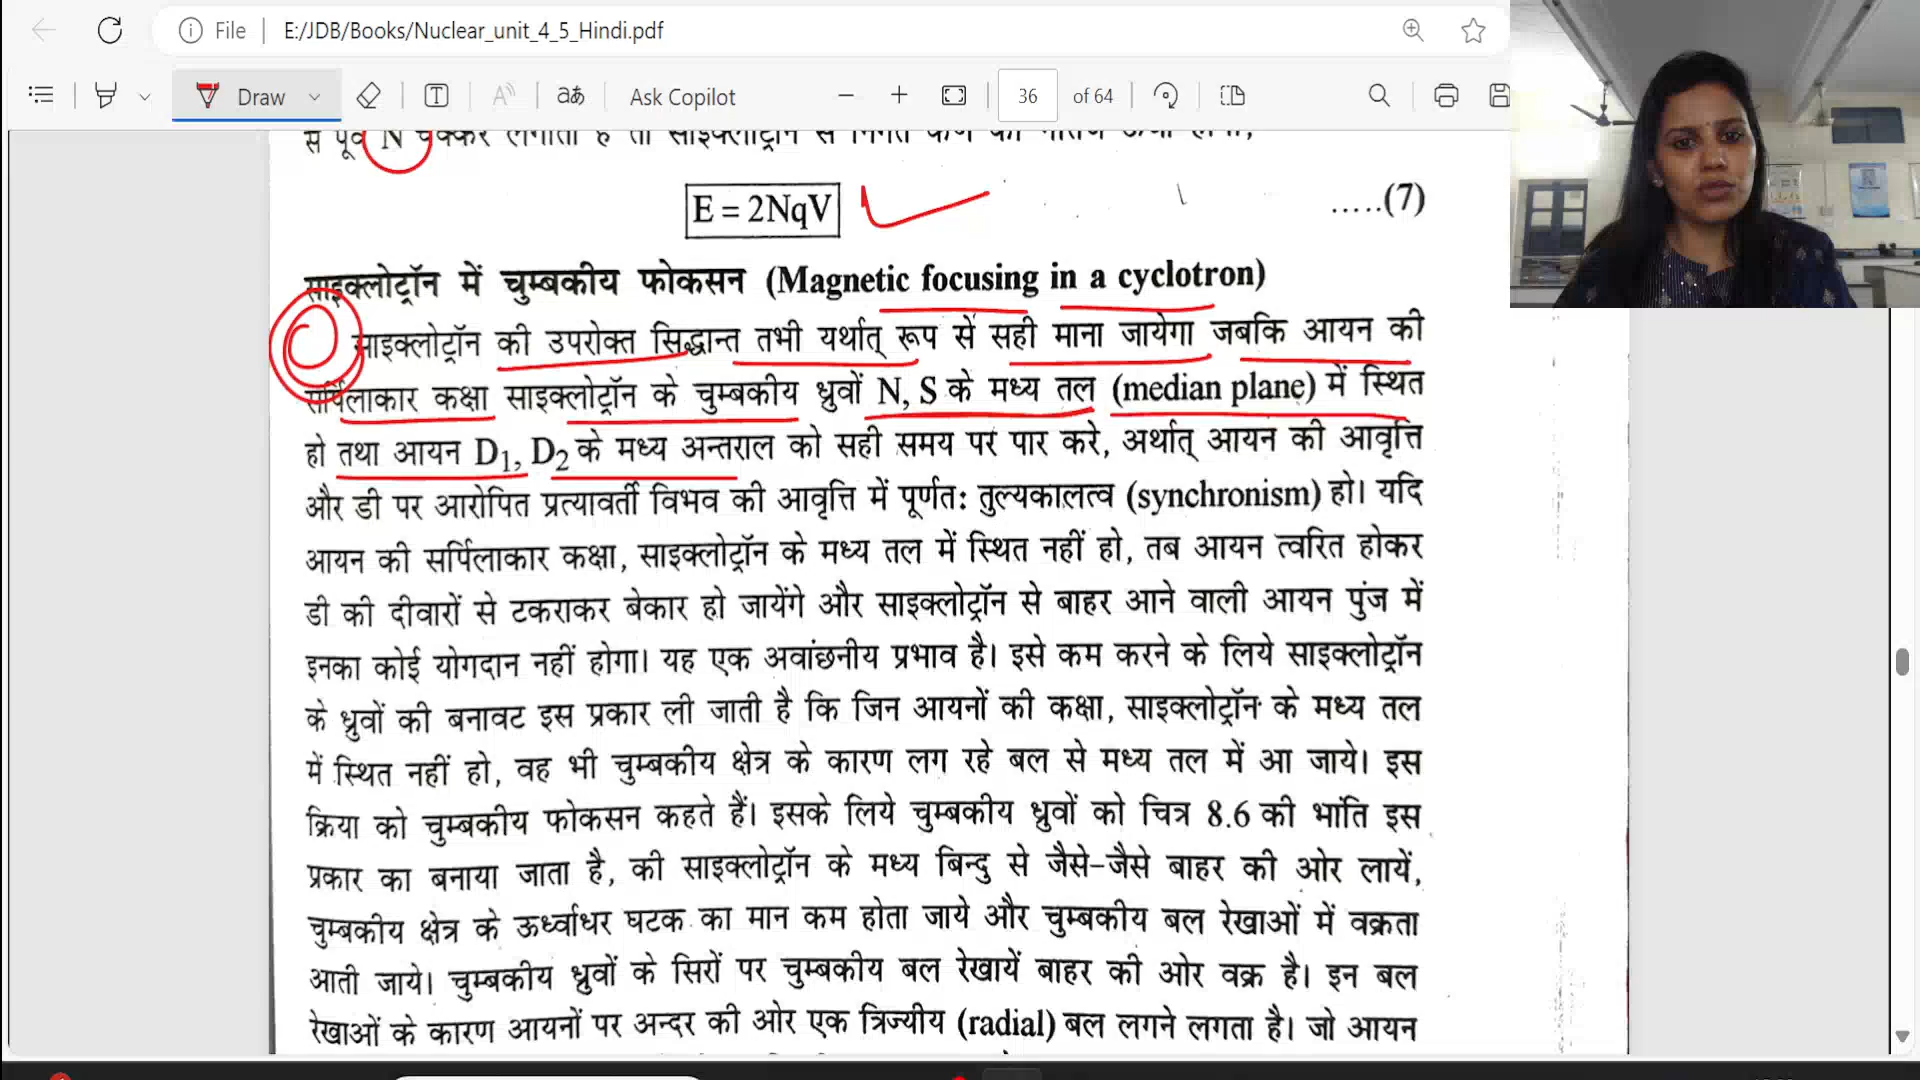 File
E:/JDB/Books/Nuclear_unit_4_5_Hindi.pdf
Draw
T
A
aあ
Ask Copilot
36
of 64
से पूर्व N चक्कर लगाता है तो साइक्लोट्रॉन से
E = 2NqV
.....(7)
साइक्लोट्रॉन में चुम्बकीय फोकसन (Magnetic focusing in a cyclotron)
साइक्लोट्रॉन की उपरोक्त सिद्धान्त तभी यर्थात् रूप से सही माना जायेगा जबकि आयन की
सर्पिलाकार कक्षा साइक्लोट्रॉन के चुम्बकीय ध्रुवों N, S के मध्य तल (median plane) में स्थित
हो तथा आयन D1, D2 के मध्य अन्तराल को सही समय पर पार करे, अर्थात् आयन की आवृत्ति
और डी पर आरोपित प्रत्यावर्ती विभव की आवृत्ति में पूर्णत: तुल्यकालत्व (synchronism) हो। यदि
आयन की सर्पिलाकार कक्षा, साइक्लोट्रॉन के मध्य तल में स्थित नहीं हो, तब आयन त्वरित होकर
डी की दीवारों से टकराकर बेकार हो जायेंगे और साइक्लोट्रॉन से बाहर आने वाली आयन पुंज में
इनका कोई योगदान नहीं होगा। यह एक अवांछनीय प्रभाव है। इसे कम करने के लिये साइक्लोट्रॉन
के ध्रुवों की बनावट इस प्रकार ली जाती है कि जिन आयनों की कक्षा, साइक्लोट्रॉन के मध्य तल
में स्थित नहीं हो, वह भी चुम्बकीय क्षेत्र के कारण लग रहे बल से मध्य तल में आ जाये। इस
क्रिया को चुम्बकीय फोकसन कहते हैं। इसके लिये चुम्बकीय ध्रुवों को चित्र 8.6 की भांति इस
प्रकार का बनाया जाता है, की साइक्लोट्रॉन के मध्य बिन्दु से जैसे-जैसे बाहर की ओर लायें,
चुम्बकीय क्षेत्र के ऊर्ध्वाधर घटक का मान कम होता जाये और चुम्बकीय बल रेखाओं में वक्रता
आती जाये। चुम्बकीय ध्रुवों के सिरों पर चुम्बकीय बल रेखायें बाहर की ओर वक्र है। इन बल
रेखाओं के कारण आयनों पर अन्दर की ओर एक त्रिज्यीय (radial) बल लगने लगता है। जो आयन